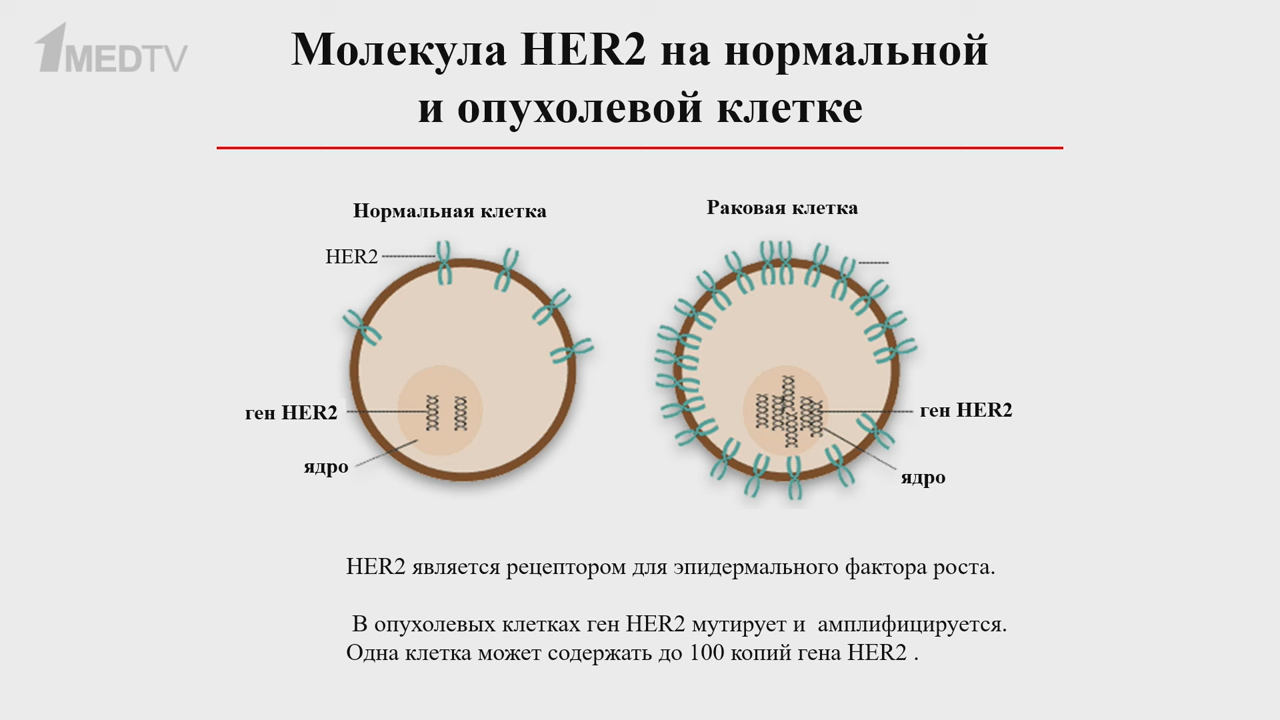 1MEDTV
Молекула HER2 на нормальной
и опухолевой клетке
Нормальная клетка
Раковая клетка
HER2
ген HER2
ген HER2
ядро
ядро
HER2 является рецептором для эпидермального фактора роста.
В опухолевых клетках ген HER2 мутирует и  амплифицируется.
Одна клетка может содержать до 100 копий гена HER2 .